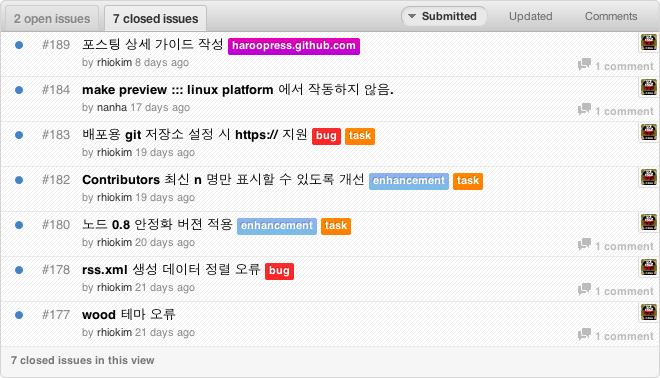 2 open issues 7 closed issues Submitted Updated Comments
#189 포스팅 상세 가이드 작성 haroopress.github.com
by rhiokim 8 days ago 1 comment
#184 make preview ::: linux platform 에서 작동하지 않음.
by nanha 17 days ago 1 comment
#183 배포용 git 저장소 설정 시 https:// 지원 bug task
by rhiokim 19 days ago
#182 Contributors 최신 n 명만 표시할 수 있도록 개선 enhancement task
by rhiokim 19 days ago
#180 노드 0.8 안정화 버젼 적용 enhancement task
by rhiokim 20 days ago 1 comment
#178 rss.xml 생성 데이터 정렬 오류 bug
by rhiokim 21 days ago 1 comment
#177 wood 테마 오류
by rhiokim 21 days ago 1 comment
7 closed issues in this view